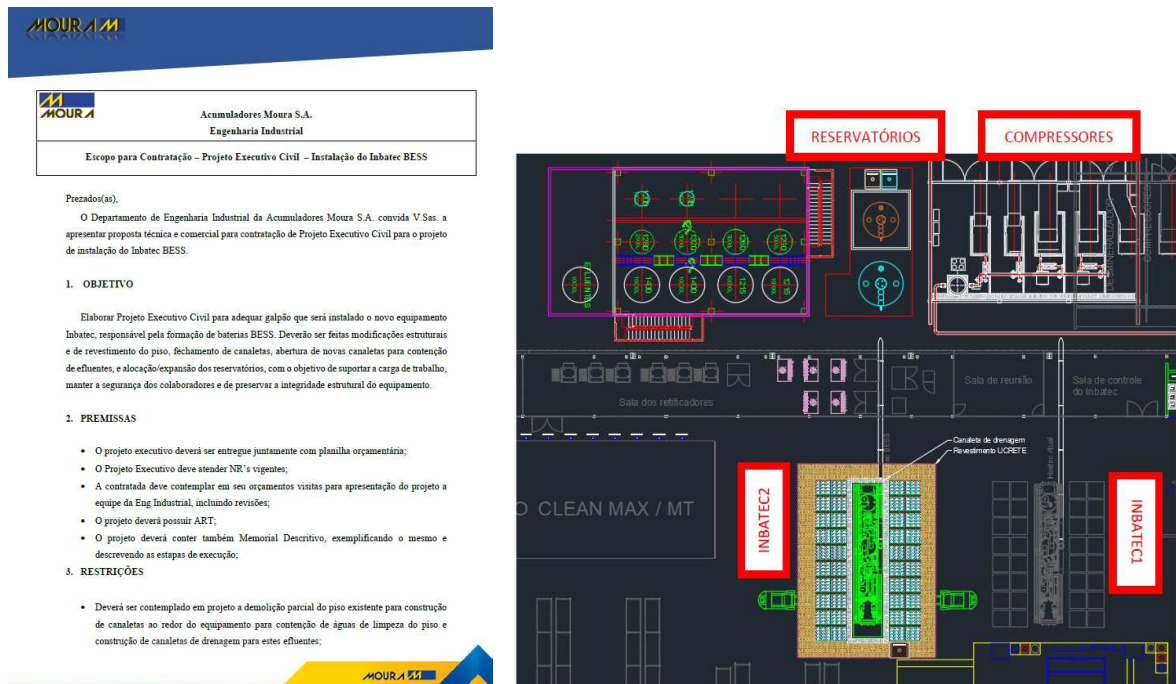 MOURA
MOURA
Acumuladores Moura S.A.
Engenharia Industrial
Escopo para Contratação – Projeto Executivo Civil – Instalação do Inbatec BESS
Prezados(as),
O Departamento de Engenharia Industrial da Acumuladores Moura S.A. convida V.Sas. a
apresentar proposta técnica e comercial para contratação de Projeto Executivo Civil para o projeto
de instalação do Inbatec BESS.
1. OBJETIVO
Elaborar Projeto Executivo Civil para adequar galpão que será instalado o novo equipamento
Inbatec, responsável pela formação de baterias BESS. Deverão ser feitas modificações estruturais
e de revestimento do piso, fechamento de canaletas, abertura de novas canaletas para contenção
de efluentes, e alocação/expansão dos reservatórios, com o objetivo de suportar a carga de trabalho,
manter a segurança dos colaboradores e de preservar a integridade estrutural do equipamento.
2. PREMISSAS
• O projeto executivo deverá ser entregue juntamente com planilha orçamentária;
• O Projeto Executivo deve atender NR's vigentes;
• A contratada deve contemplar em seu orçamentos visitas para apresentação do projeto a
equipe da Eng Industrial, incluindo revisões;
• O projeto deverá possuir ART;
• O projeto deverá conter também Memorial Descritivo, exemplificando o mesmo e
descrevendo as estapas de execução;
3. RESTRIÇÕES
• Deverá ser contemplado em projeto a demolição parcial do piso existente para construção
de canaletas ao redor do equipamento para contenção de águas de limpeza do piso e
construção de canaletas de drenagem para estes efluentes;
MOURA
RESERVATÓRIOS
COMPRESSORES
EFLUENTES
1400
1400
1215
1215
DESMINERALIZADOR
COMPRESSORES
Sala dos retificadores
Sala de reunião
Sala de controle
do Inbatec
Canaleta de drenagem
Revestimento UCRETE
Inbatec Atual
O CLEAN MAX / MT
INBATEC2
INBATEC1